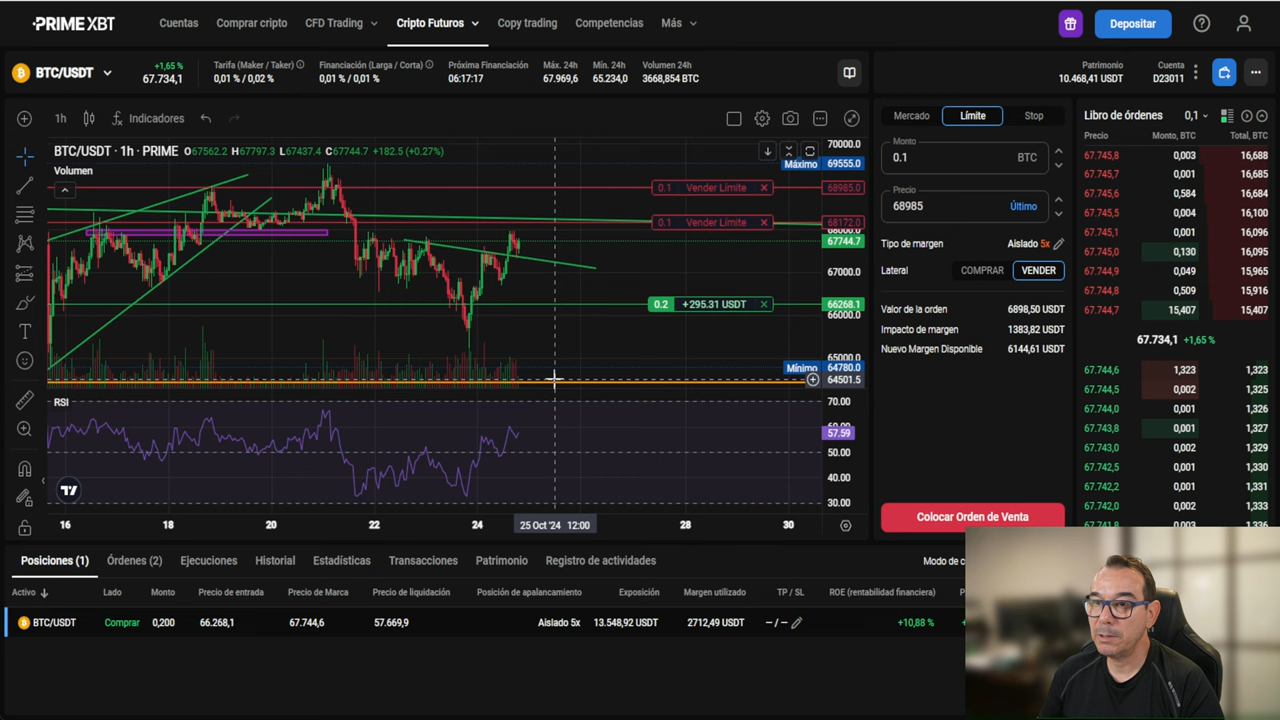 PRIME XBT
Cuentas
Comprar cripto
CFD Trading
Cripto Futuros
Copy trading
Competencias
Más
Depositar
BTC/USDT
+1,65 %
67.734,1
Tarifa (Maker / Taker)
0,01 % / 0,02 %
Financiación (Larga / Corta)
0,01 % / 0,01 %
Próxima Financiación
06:17:17
Máx. 24h
67.969,6
Mín. 24h
65.234,0
Volumen 24h
3668,854 BTC
Patrimonio
10.468,41 USDT
Cuenta
D23011
1h
Indicadores
BTC/USDT · 1h · PRIME O67562.2 H67797.3 L67437.4 C67744.7 +182.5 (+0.27%)
Volumen
70000.0
Máximo 69555.0
0.1 Vender Límite 68985.0
0.1 Vender Límite 68172.0
68000.0
67744.7
67000.0
0.2 +295.31 USDT 66268.1
66000.0
65000.0
Mínimo 64780.0
64501.5
RSI
70.00
57.59
50.00
40.00
30.00
16 18 20 22 24 25 Oct '24 12:00 28 30
Mercado
Límite
Stop
Monto
0.1 BTC
Precio
68985 Último
Tipo de margen Aislado 5x
Lateral COMPRAR VENDER
Valor de la orden 6898,50 USDT
Impacto de margen 1383,82 USDT
Nuevo Margen Disponible 6144,61 USDT
Colocar Orden de Venta
Libro de órdenes 0,1
Precio Monto, BTC Total, BTC
67.745,8 0,003 16,688
67.745,7 0,001 16,685
67.745,6 0,584 16,684
67.745,5 0,004 16,100
67.745,1 0,001 16,096
67.745,0 0,130 16,095
67.744,9 0,049 15,965
67.744,8 0,509 15,916
67.744,7 15,407 15,407
67.734,1 +1,65 %
67.744,6 1,323 1,323
67.744,5 0,002 1,325
67.744,0 0,001 1,326
67.743,8 0,001 1,327
67.743,0 0,002 1,329
67.742,5 0,001 1,330
67.742,2 0,001 1,331
67.742,0 0,001 1,332
67.741,8 0,003 1,335
Posiciones (1)
Órdenes (2)
Ejecuciones
Historial
Estadísticas
Transacciones
Patrimonio
Registro de actividades
Modo de c
Activo
Lado
Monto
Precio de entrada
Precio de Marca
Precio de liquidación
Posición de apalancamiento
Exposición
Margen utilizado
TP / SL
ROE (rentabilidad financiera)
BTC/USDT
Comprar
0,200
66.268,1
67.744,6
57.669,9
Aislado 5x
13.548,92 USDT
2712,49 USDT
– / –
+10,88 %